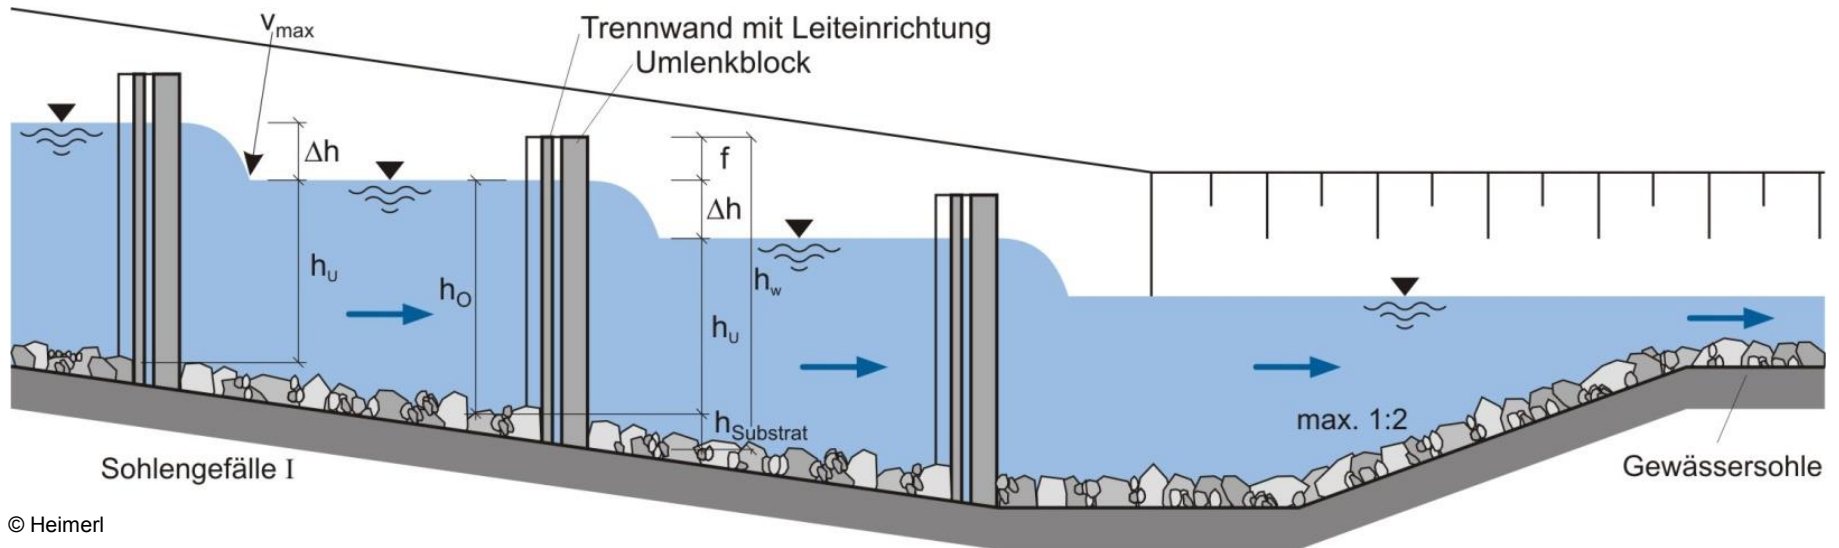 vmax
Trennwand mit Leiteinrichtung
Umlenkblock
Δh
f
Δh
hU
hO
hw
hU
hSubstrat
max. 1:2
Sohlengefälle I
Gewässersohle
© Heimerl